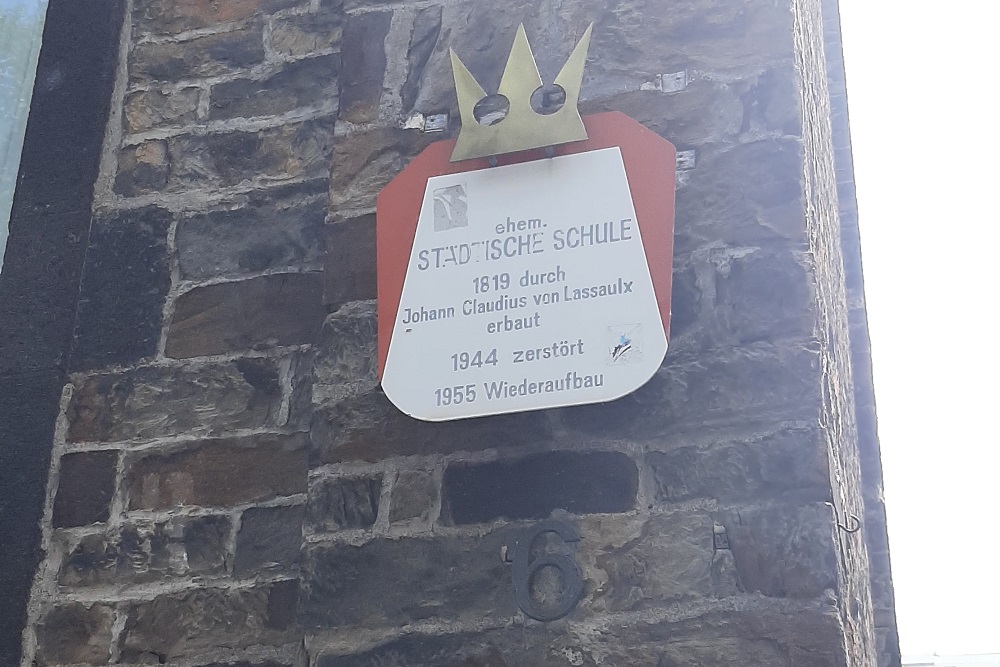 ehem.
STÄDTISCHE SCHULE
1819 durch
Johann Claudius von Lassaulx
erbaut
1944 zerstört
1955 Wiederaufbau
6